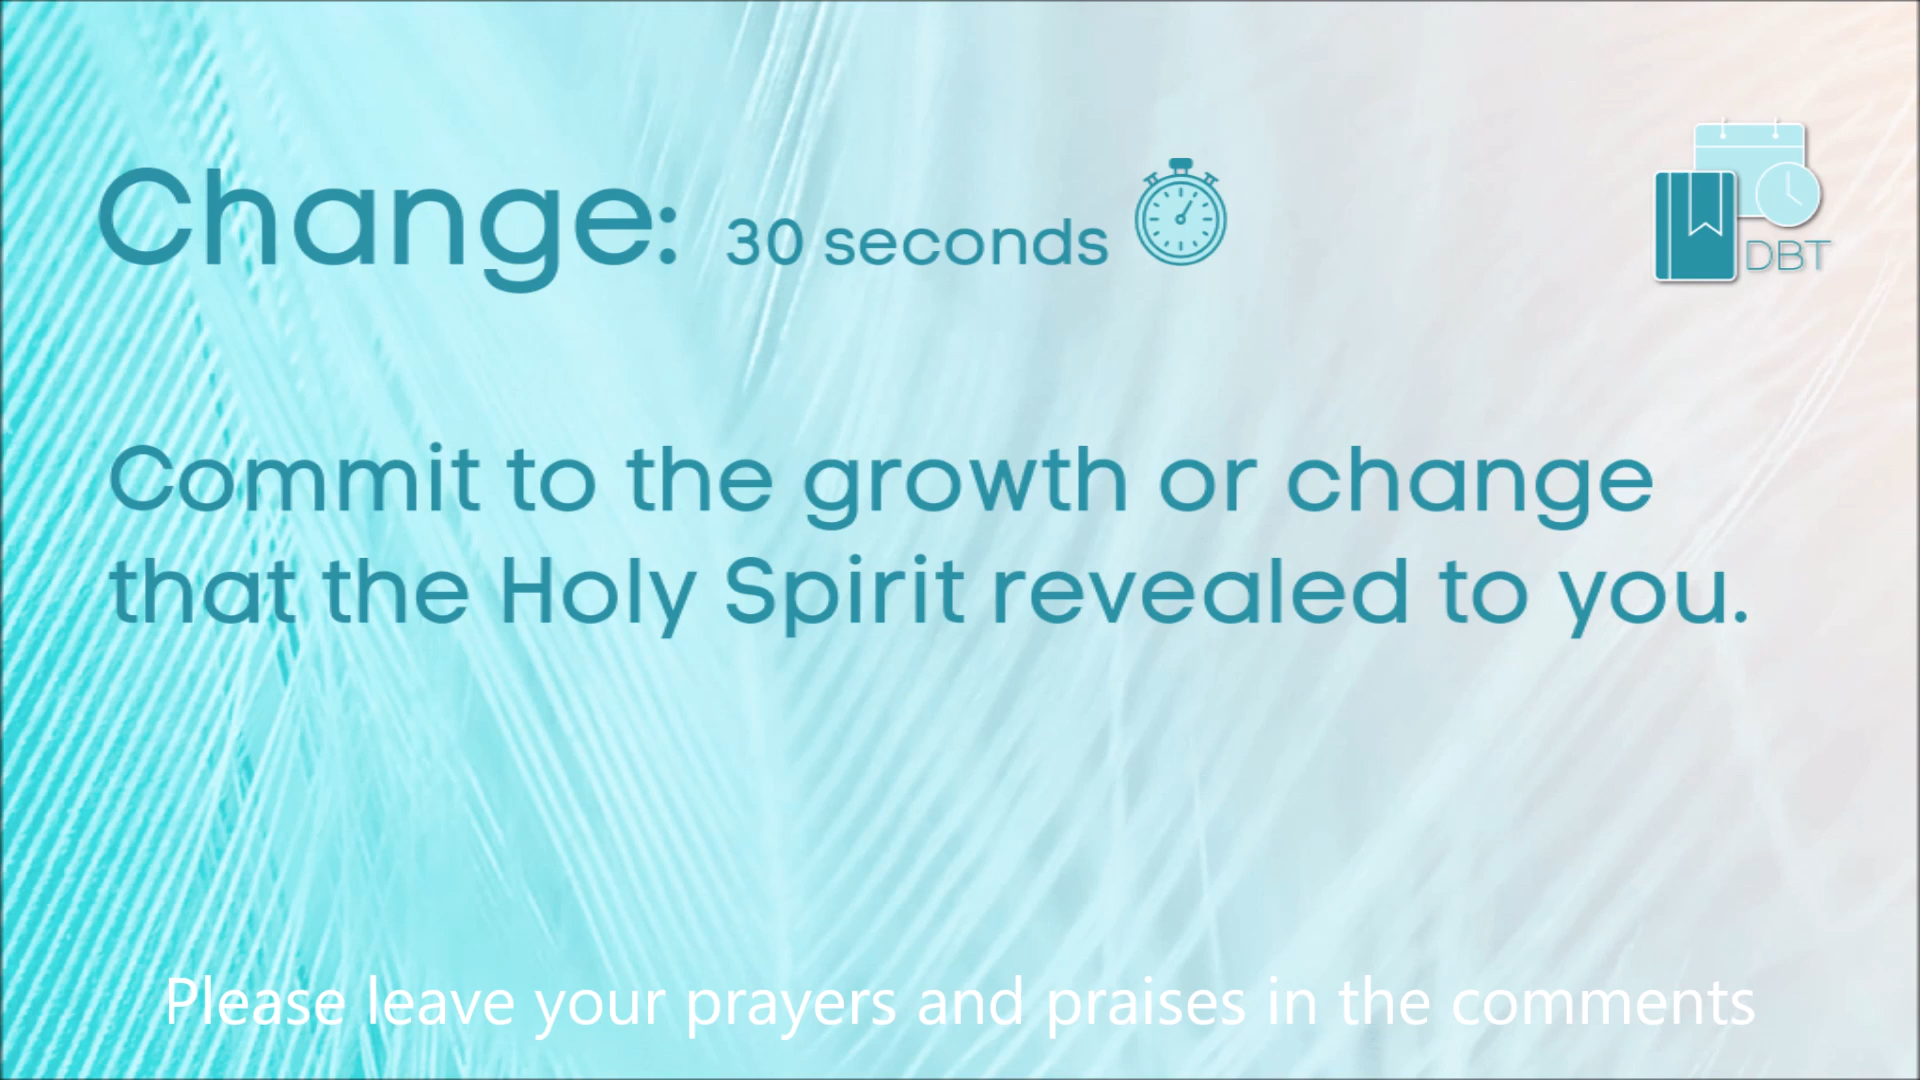 Change: 30 seconds
DBT
Commit to the growth or change
that the Holy Spirit revealed to you.
Please leave your prayers and praises in the comments